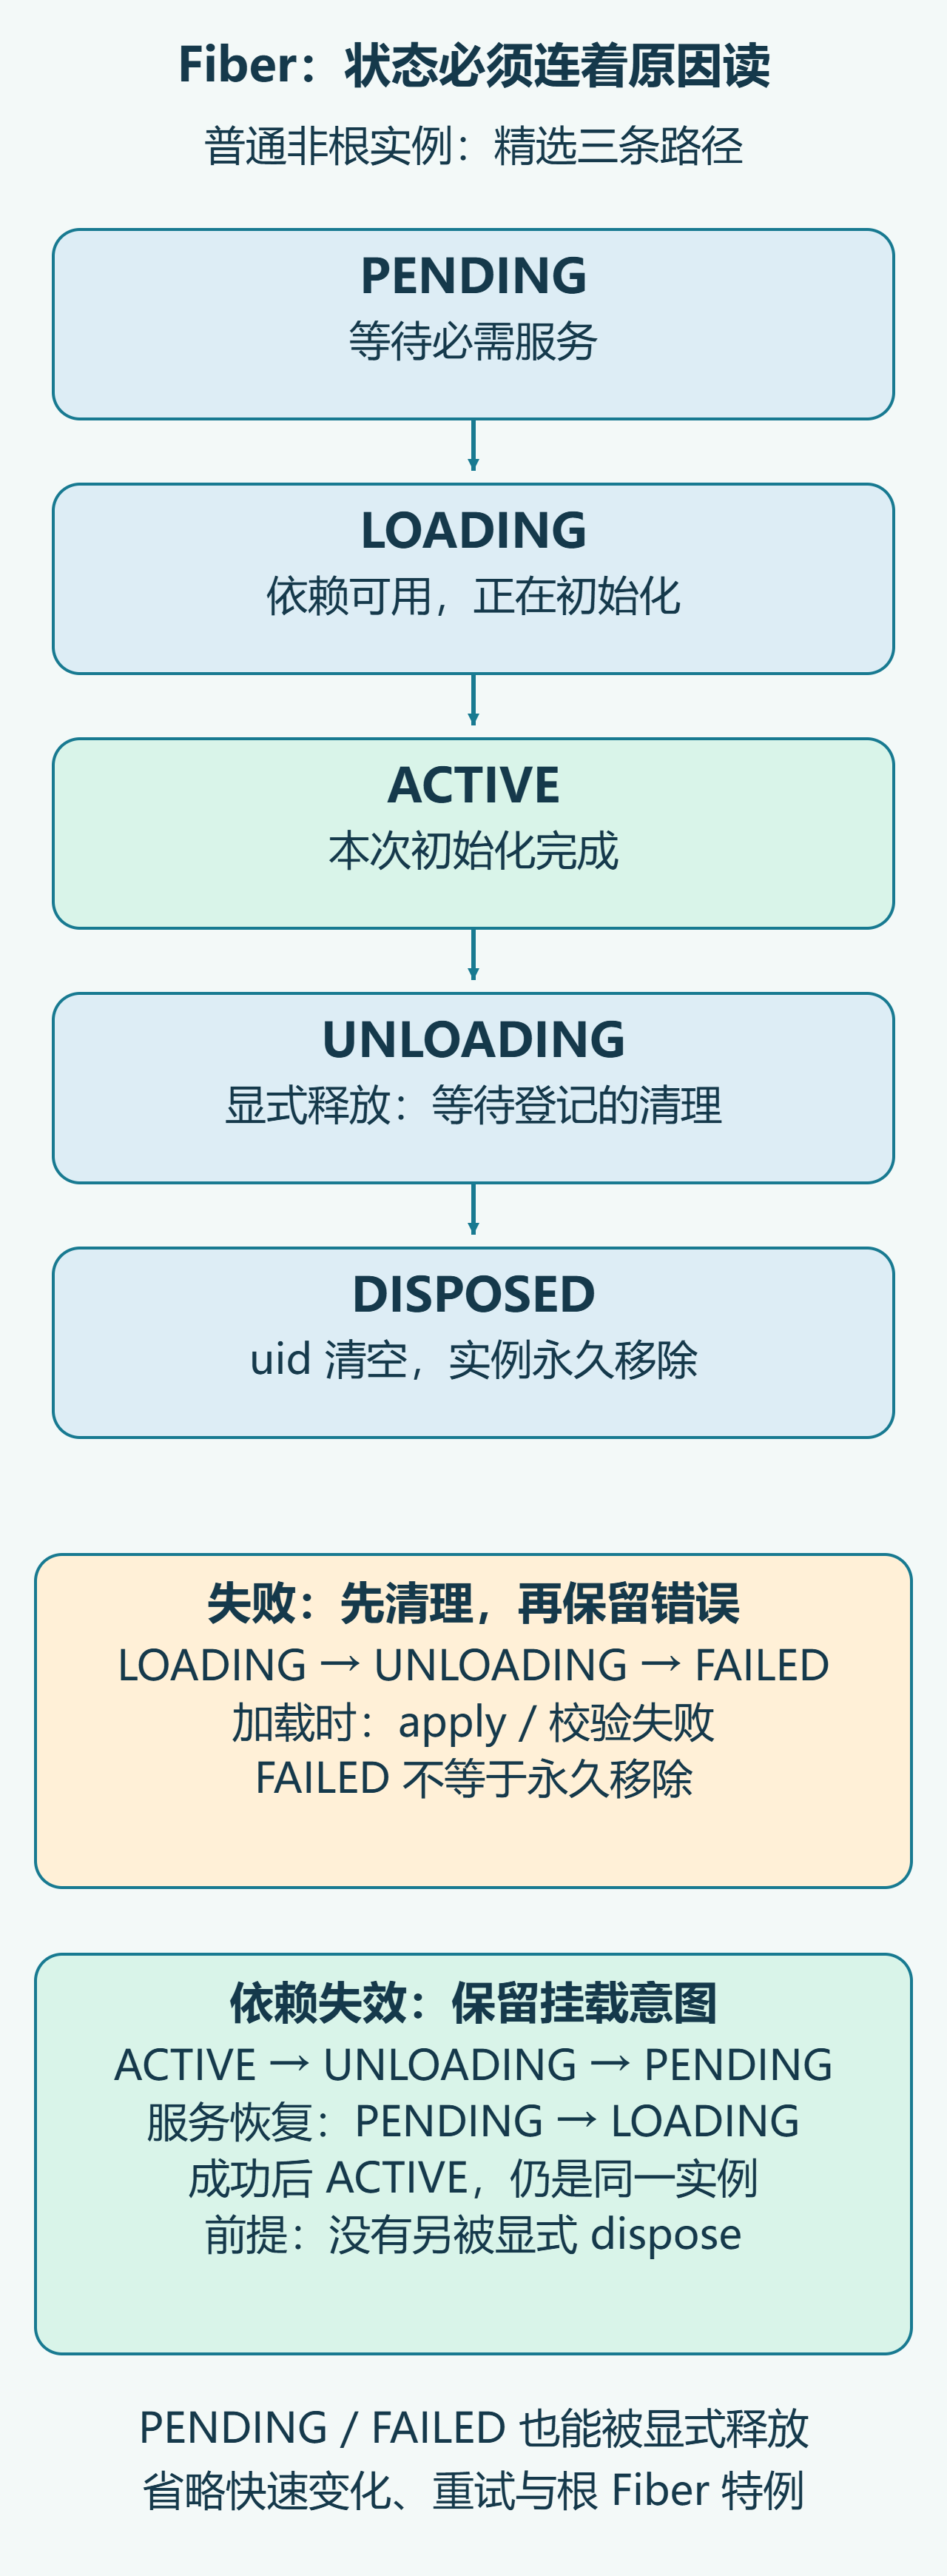 Fiber：状态必须连着原因读
普通非根实例：精选三条路径
PENDING
等待必需服务
LOADING
依赖可用，正在初始化
ACTIVE
本次初始化完成
UNLOADING
显式释放：等待登记的清理
DISPOSED
uid 清空，实例永久移除
失败：先清理，再保留错误
LOADING → UNLOADING → FAILED
加载时：apply / 校验失败
FAILED 不等于永久移除
依赖失效：保留挂载意图
ACTIVE → UNLOADING → PENDING
服务恢复：PENDING → LOADING
成功后 ACTIVE，仍是同一实例
前提：没有另被显式 dispose
PENDING / FAILED 也能被显式释放
省略快速变化、重试与根 Fiber 特例